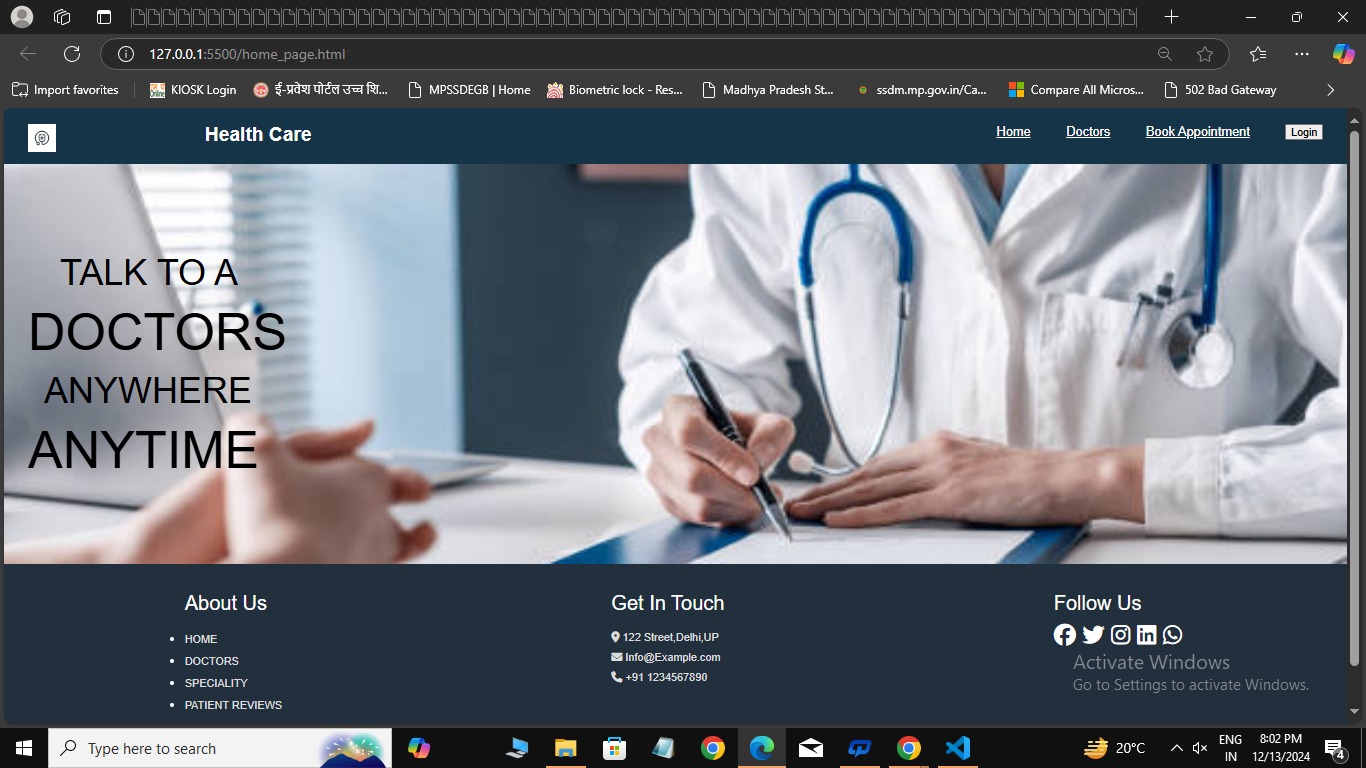 127.0.0.1:5500/home_page.html
Import favorites
KIOSK Login
ई-प्रवेश पोर्टल उच्च शि...
MPSSDEGB | Home
Biometric lock - Res...
Madhya Pradesh St...
ssdm.mp.gov.in/Ca...
Compare All Micros...
502 Bad Gateway
Health Care
Home
Doctors
Book Appointment
Login
TALK TO A
DOCTORS
ANYWHERE
ANYTIME
About Us
HOME
DOCTORS
SPECIALITY
PATIENT REVIEWS
Get In Touch
122 Street,Delhi,UP
Info@Example.com
+91 1234567890
Follow Us
Activate Windows
Go to Settings to activate Windows.
Type here to search
20°C
ENG
IN
8:02 PM
12/13/2024
4